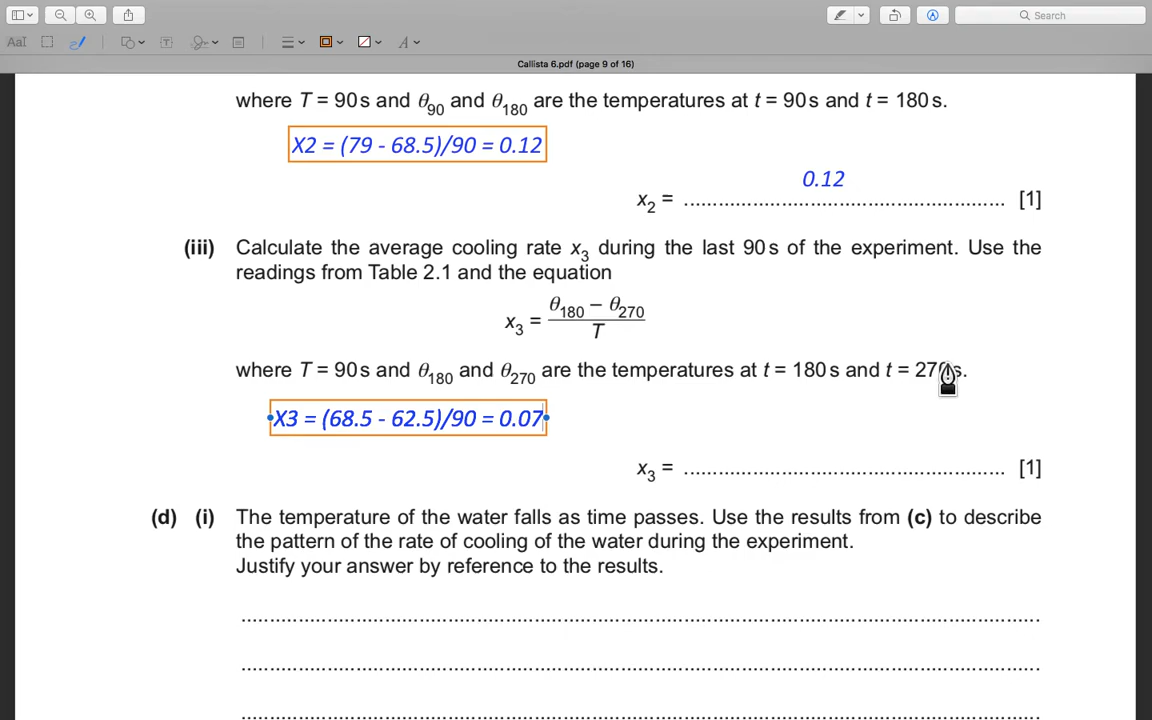 Search
AaI
T
A
Callista 6.pdf (page 9 of 16)
where T = 90 s and θ90 and θ180 are the temperatures at t = 90 s and t = 180 s.
X2 = (79 - 68.5)/90 = 0.12
0.12
x2 = ...................................................... [1]
(iii) Calculate the average cooling rate x3 during the last 90 s of the experiment. Use the
readings from Table 2.1 and the equation
x3 = (θ180 − θ270)/T
where T = 90 s and θ180 and θ270 are the temperatures at t = 180 s and t = 270 s.
X3 = (68.5 - 62.5)/90 = 0.07
x3 = ...................................................... [1]
(d) (i) The temperature of the water falls as time passes. Use the results from (c) to describe
the pattern of the rate of cooling of the water during the experiment.
Justify your answer by reference to the results.